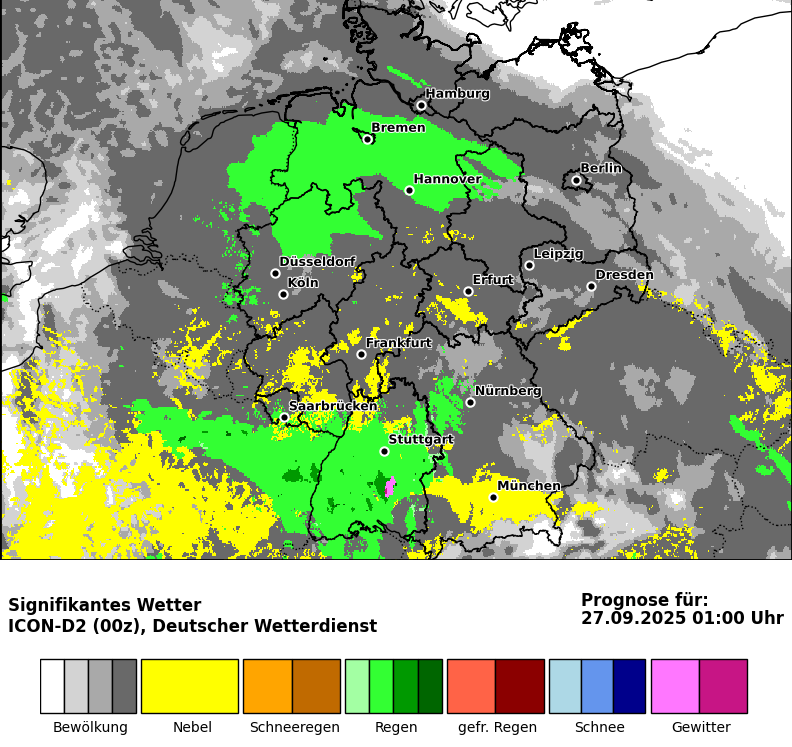 Hamburg
Bremen
Berlin
Hannover
Leipzig
Düsseldorf
Dresden
Köln
Erfurt
Frankfurt
Nürnberg
Saarbrücken
Stuttgart
München
Signifikantes Wetter
ICON-D2 (00z), Deutscher Wetterdienst
Prognose für:
27.09.2025 01:00 Uhr
Bewölkung Nebel Schneeregen Regen gefr. Regen Schnee Gewitter